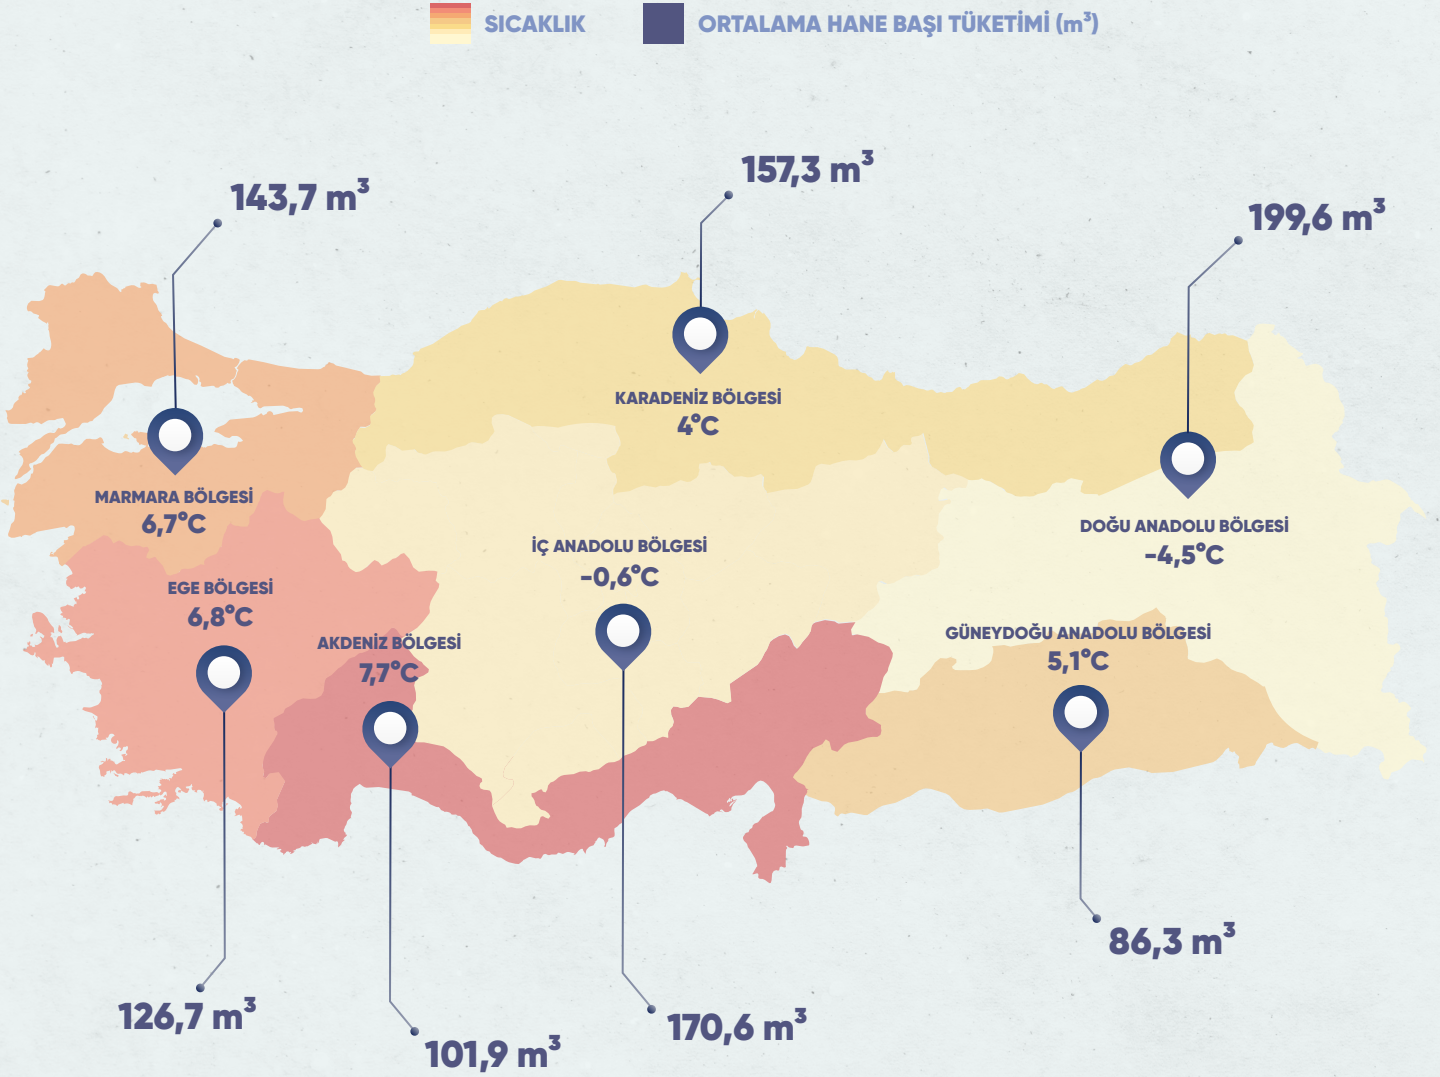 SICAKLIK
ORTALAMA HANE BAŞI TÜKETİMİ (m³)
157,3 m³
143,7 m³
199,6 m³
KARADENİZ BÖLGESİ
4°C
MARMARA BÖLGESİ
6,7°C
DOĞU ANADOLU BÖLGESİ
-4,5°C
İÇ ANADOLU BÖLGESİ
-0,6°C
EGE BÖLGESİ
6,8°C
AKDENİZ BÖLGESİ
7,7°C
GÜNEYDOĞU ANADOLU BÖLGESİ
5,1°C
86,3 m³
126,7 m³
170,6 m³
101,9 m³